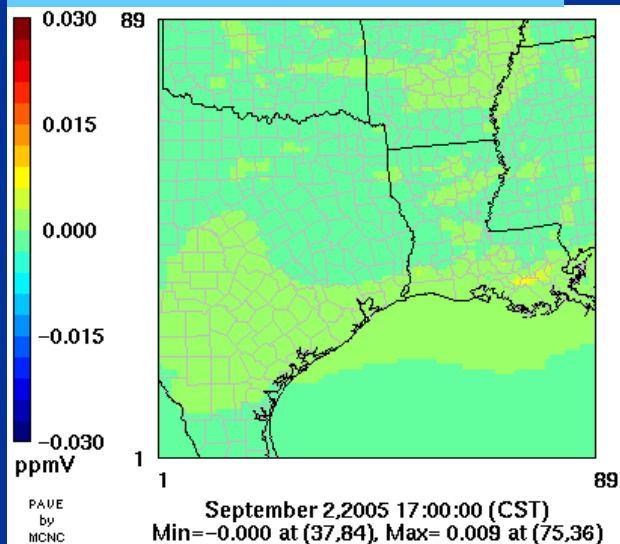 0.030
0.015
0.000
−0.015
−0.030
ppmV
89
1
1
89
PAVE
by
MCNC
September 2,2005 17:00:00 (CST)
Min=−0.000 at (37,84), Max= 0.009 at (75,36)